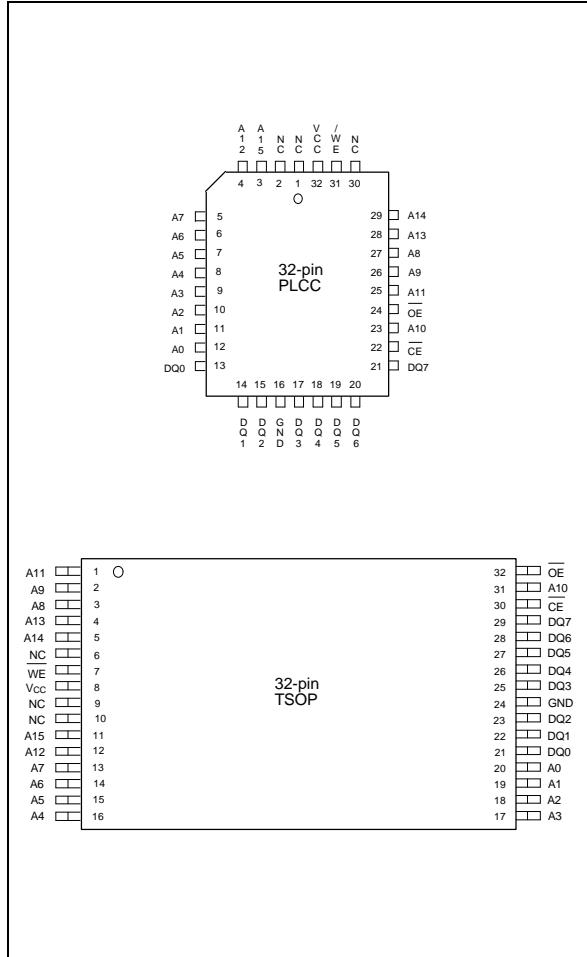 A12 A15 NC NC VCC /WE NC
4 3 2 1 32 31 30
A7 5 29 A14
A6 6 28 A13
A5 7 27 A8
A4 8 26 A9
A3 9 25 A11
A2 10 24 OE
A1 11 23 A10
A0 12 22 CE
DQ0 13 21 DQ7
32-pin
PLCC
14 15 16 17 18 19 20
DQ1 DQ2 GND DQ3 DQ4 DQ5 DQ6
A11 1 32 OE
A9 2 31 A10
A8 3 30 CE
A13 4 29 DQ7
A14 5 28 DQ6
NC 6 27 DQ5
WE 7 26 DQ4
VCC 8 25 DQ3
NC 9 24 GND
NC 10 23 DQ2
A15 11 22 DQ1
A12 12 21 DQ0
A7 13 20 A0
A6 14 19 A1
A5 15 18 A2
A4 16 17 A3
32-pin
TSOP